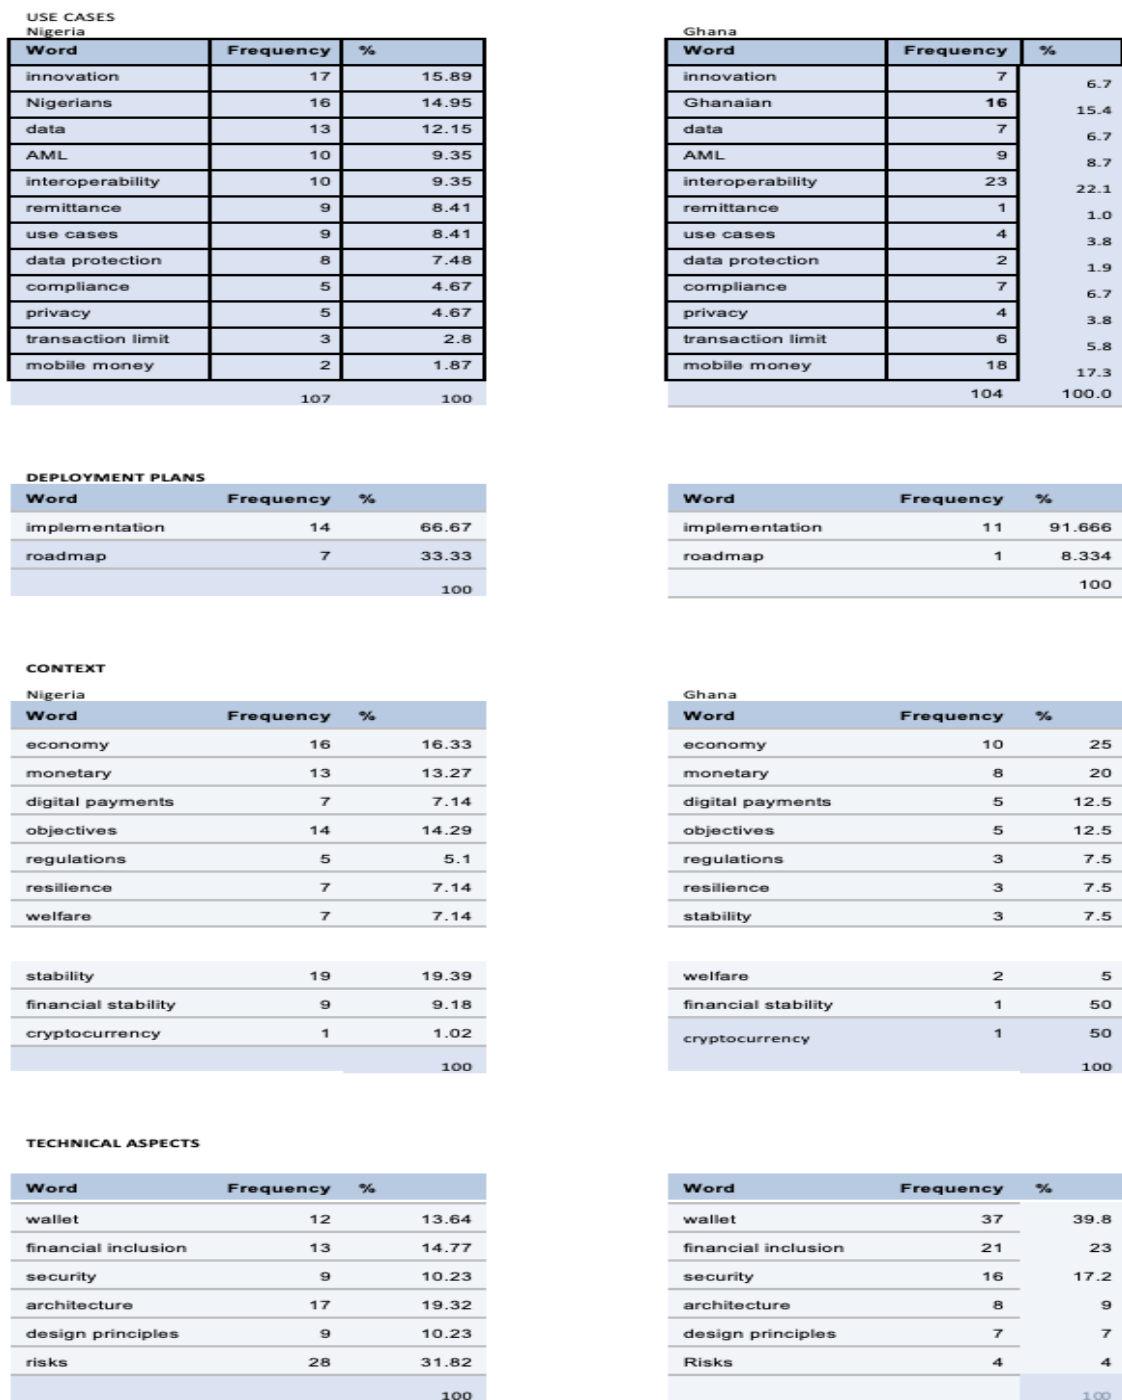 USE CASES
Nigeria Ghana
Word Frequency % Word Frequency %
innovation 17 15.89 innovation 7 6.7
Nigerians 16 14.95 Ghanaian 16 15.4
data 13 12.15 data 7 6.7
AML 10 9.35 AML 9 8.7
interoperability 10 9.35 interoperability 23 22.1
remittance 9 8.41 remittance 1 1.0
use cases 9 8.41 use cases 4 3.8
data protection 8 7.48 data protection 2 1.9
compliance 5 4.67 compliance 7 6.7
privacy 5 4.67 privacy 4 3.8
transaction limit 3 2.8 transaction limit 6 5.8
mobile money 2 1.87 mobile money 18 17.3
107 100 104 100.0
DEPLOYMENT PLANS
Word Frequency % Word Frequency %
implementation 14 66.67 implementation 11 91.666
roadmap 7 33.33 roadmap 1 8.334
100 100
CONTEXT
Nigeria Ghana
Word Frequency % Word Frequency %
economy 16 16.33 economy 10 25
monetary 13 13.27 monetary 8 20
digital payments 7 7.14 digital payments 5 12.5
objectives 14 14.29 objectives 5 12.5
regulations 5 5.1 regulations 3 7.5
resilience 7 7.14 resilience 3 7.5
welfare 7 7.14 stability 3 7.5
stability 19 19.39 welfare 2 5
financial stability 9 9.18 financial stability 1 50
cryptocurrency 1 1.02 cryptocurrency 1 50
100 100
TECHNICAL ASPECTS
Word Frequency % Word Frequency %
wallet 12 13.64 wallet 37 39.8
financial inclusion 13 14.77 financial inclusion 21 23
security 9 10.23 security 16 17.2
architecture 17 19.32 architecture 8 9
design principles 9 10.23 design principles 7 7
risks 28 31.82 Risks 4 4
100 100